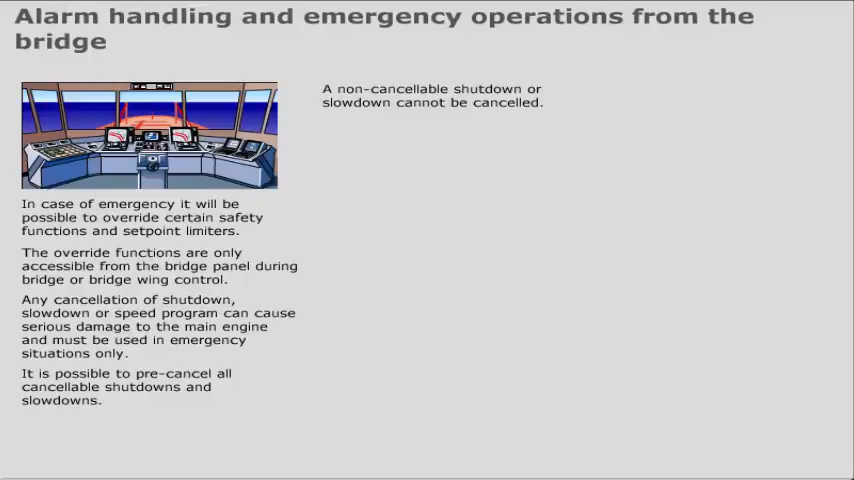 Alarm handling and emergency operations from the
bridge
In case of emergency it will be
possible to override certain safety
functions and setpoint limiters.
The override functions are only
accessible from the bridge panel during
bridge or bridge wing control.
Any cancellation of shutdown,
slowdown or speed program can cause
serious damage to the main engine
and must be used in emergency
situations only.
It is possible to pre-cancel all
cancellable shutdowns and
slowdowns.
A non-cancellable shutdown or
slowdown cannot be cancelled.